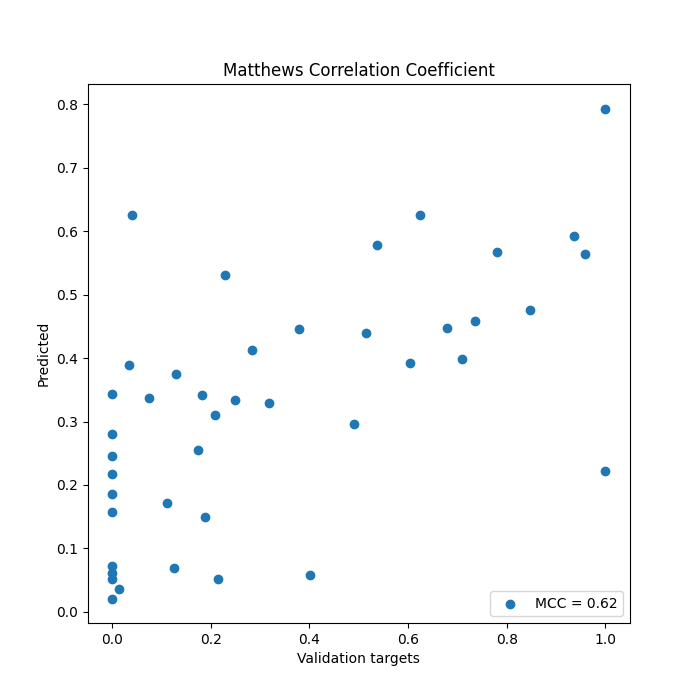 Matthews Correlation Coefficient
0.8
0.7
0.6
0.5
0.4
0.3
0.2
0.1
0.0
Predicted
MCC = 0.62
0.0 0.2 0.4 0.6 0.8 1.0
Validation targets